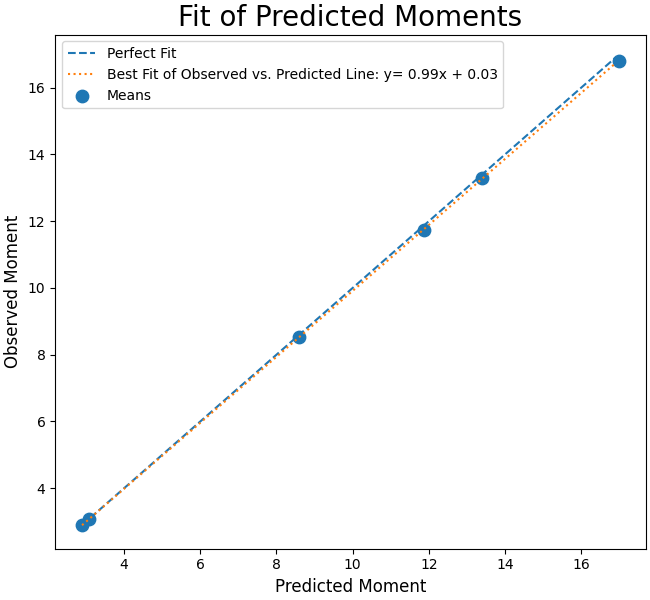 Fit of Predicted Moments
Perfect Fit
Best Fit of Observed vs. Predicted Line: y= 0.99x + 0.03
Means
16
14
12
10
8
6
4
Observed Moment
4 6 8 10 12 14 16
Predicted Moment